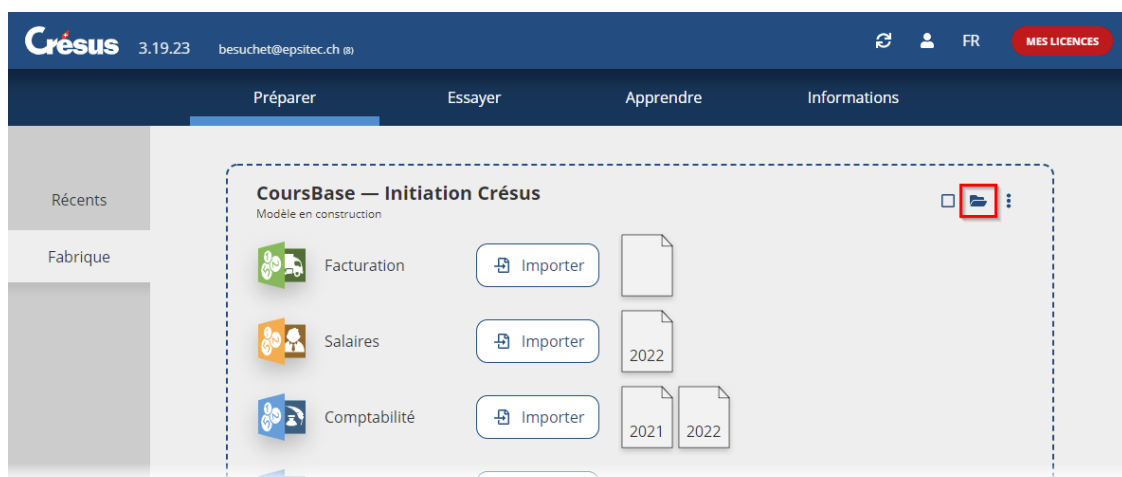 Crésus 3.19.23 besuchet@epsitec.ch (8) FR MES LICENCES
Préparer Essayer Apprendre Informations
Récents
Fabrique
CoursBase — Initiation Crésus
Modèle en construction
Facturation Importer
Salaires Importer 2022
Comptabilité Importer 2021 2022